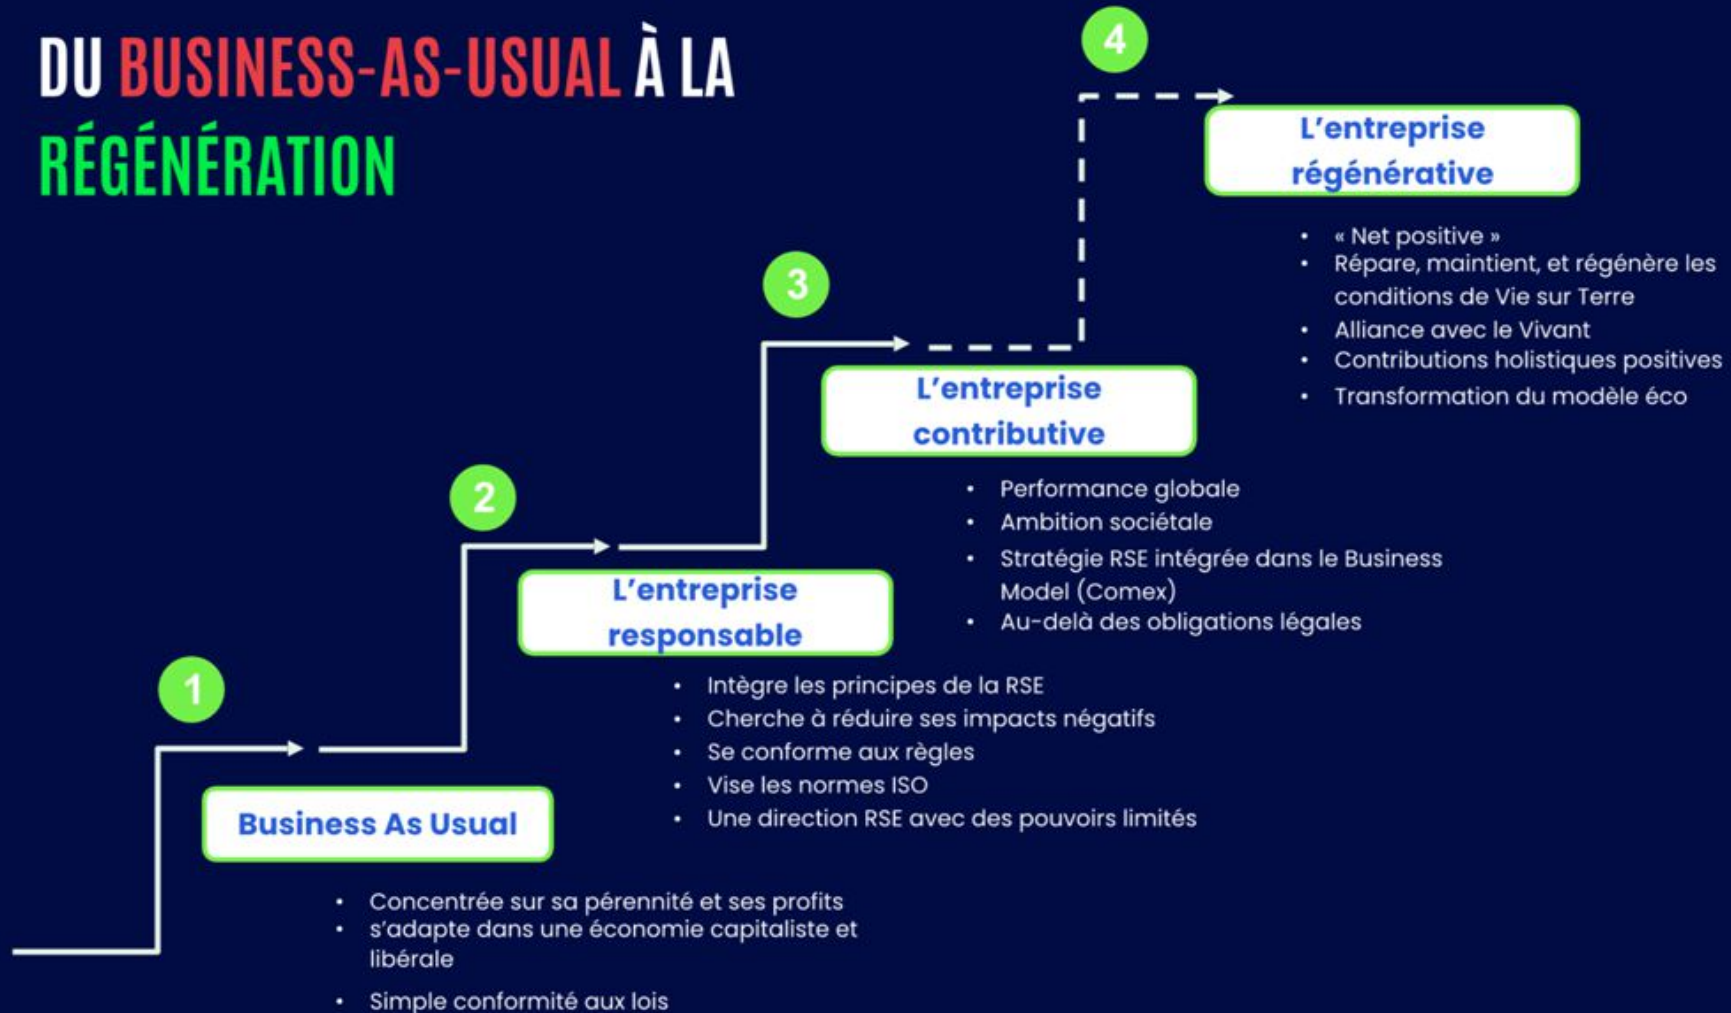 DU BUSINESS-AS-USUAL À LA
RÉGÉNÉRATION
4
L'entreprise
régénérative
• « Net positive »
• Répare, maintient, et régénère les
conditions de Vie sur Terre
• Alliance avec le Vivant
• Contributions holistiques positives
• Transformation du modèle éco
3
L'entreprise
contributive
• Performance globale
• Ambition sociétale
• Stratégie RSE intégrée dans le Business
Model (Comex)
• Au-delà des obligations légales
2
L'entreprise
responsable
• Intègre les principes de la RSE
• Cherche à réduire ses impacts négatifs
• Se conforme aux règles
• Vise les normes ISO
• Une direction RSE avec des pouvoirs limités
1
Business As Usual
• Concentrée sur sa pérennité et ses profits
• s'adapte dans une économie capitaliste et
libérale
• Simple conformité aux lois